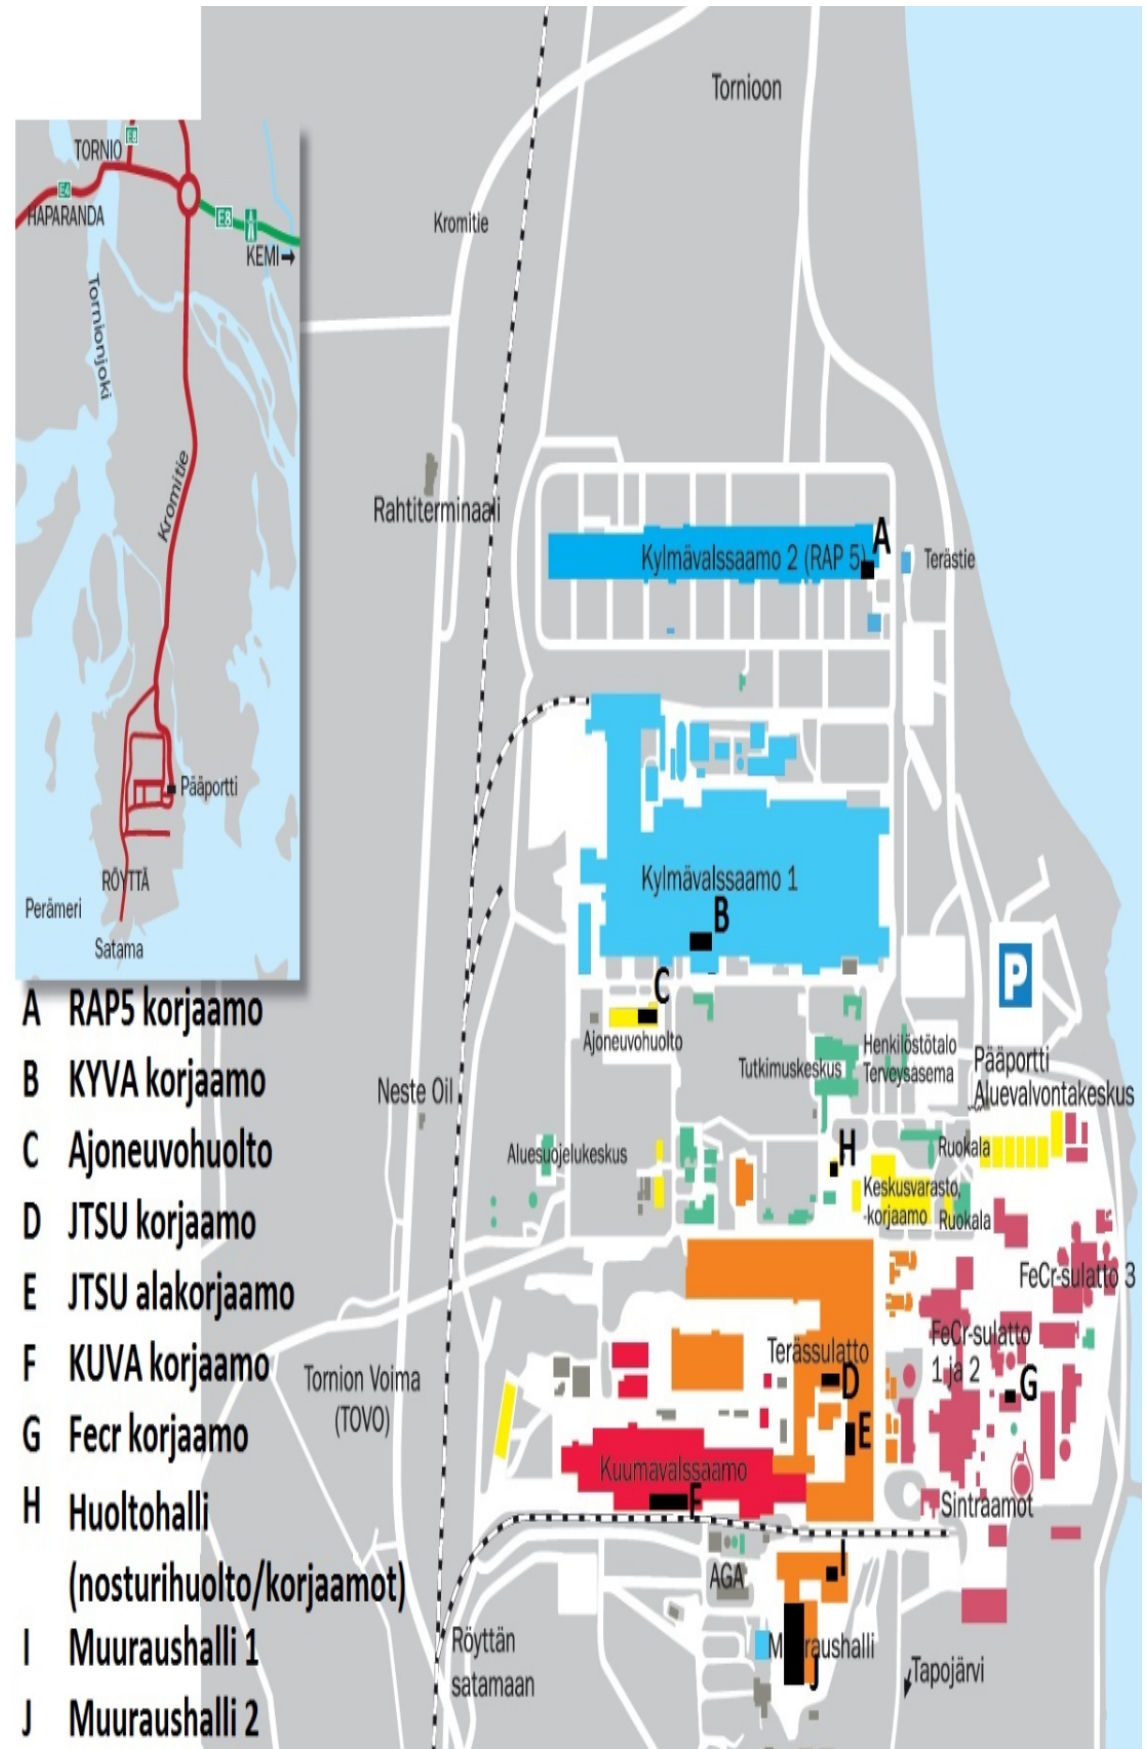 Tornioon
Kromitie
E8
TORNIO
E4
HAPARANDA
E8
KEMI→
Tornionjoki
Kromitie
Pääportti
RÖYTTÄ
Perämeri
Satama
Rahtiterminaali
A
Kylmävalssaamo 2 (RAP 5)
Terästie
Kylmävalssaamo 1
B
P
C
Ajoneuvohuolto
Tutkimuskeskus
Henkilöstötalo
Terveysasema
Pääportti
Aluevalvontakeskus
Neste Oil
Aluesuojelukeskus
H
Ruokala
Keskusvarasto,
-korjaamo
Ruokala
FeCr-sulatto 3
FeCr-sulatto
1 ja 2
G
Terässulatto
D
E
Tornion Voima
(TOVO)
Kuumavalssaamo
F
Sintraamot
I
AGA
Muuraushalli
J
Röyttän
satamaan
Tapojärvi
A RAP5 korjaamo
B KYVA korjaamo
C Ajoneuvohuolto
D JTSU korjaamo
E JTSU alakorjaamo
F KUVA korjaamo
G Fecr korjaamo
H Huoltohalli
(nosturihuolto/korjaamot)
I Muuraushalli 1
J Muuraushalli 2